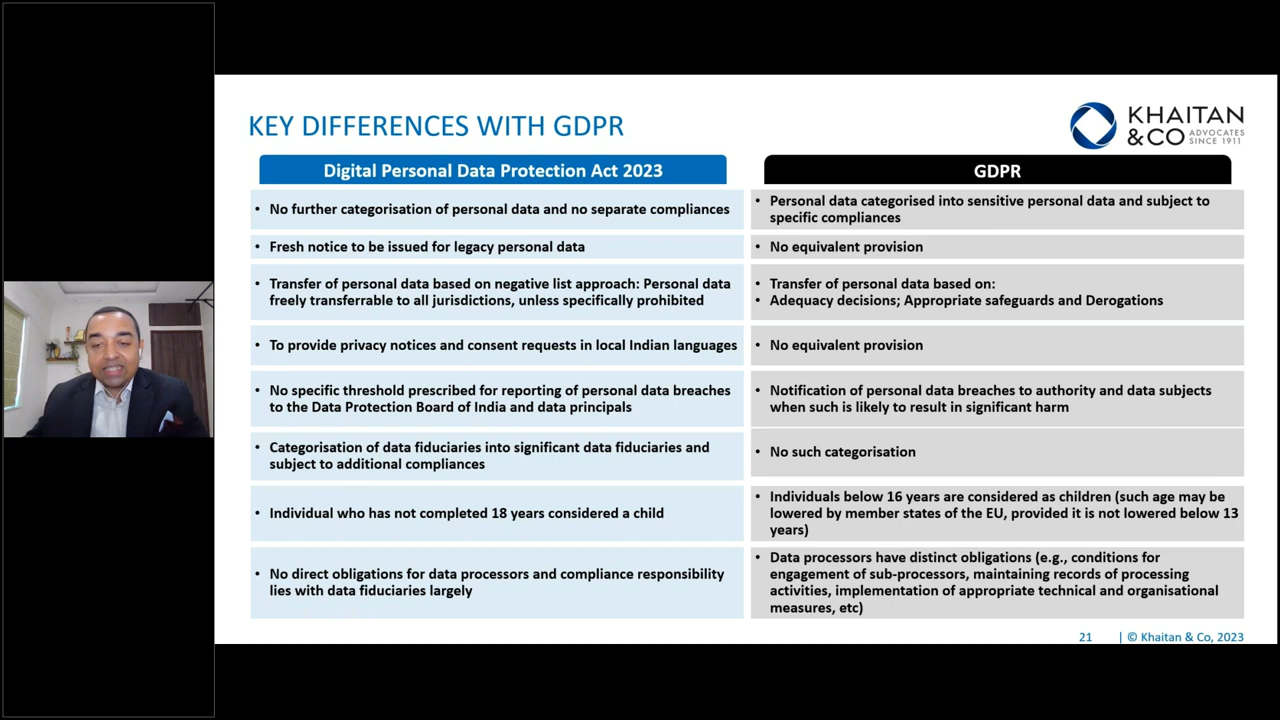 KEY DIFFERENCES WITH GDPR
KHAITAN
&CO ADVOCATES
SINCE 1911
Digital Personal Data Protection Act 2023
GDPR
• No further categorisation of personal data and no separate compliances
• Personal data categorised into sensitive personal data and subject to
specific compliances
• Fresh notice to be issued for legacy personal data
• No equivalent provision
• Transfer of personal data based on negative list approach: Personal data
freely transferrable to all jurisdictions, unless specifically prohibited
• Transfer of personal data based on:
• Adequacy decisions; Appropriate safeguards and Derogations
• To provide privacy notices and consent requests in local Indian languages
• No equivalent provision
• No specific threshold prescribed for reporting of personal data breaches
to the Data Protection Board of India and data principals
• Notification of personal data breaches to authority and data subjects
when such is likely to result in significant harm
• Categorisation of data fiduciaries into significant data fiduciaries and
subject to additional compliances
• No such categorisation
• Individual who has not completed 18 years considered a child
• Individuals below 16 years are considered as children (such age may be
lowered by member states of the EU, provided it is not lowered below 13
years)
• No direct obligations for data processors and compliance responsibility
lies with data fiduciaries largely
• Data processors have distinct obligations (e.g., conditions for
engagement of sub-processors, maintaining records of processing
activities, implementation of appropriate technical and organisational
measures, etc)
21 | © Khaitan & Co, 2023